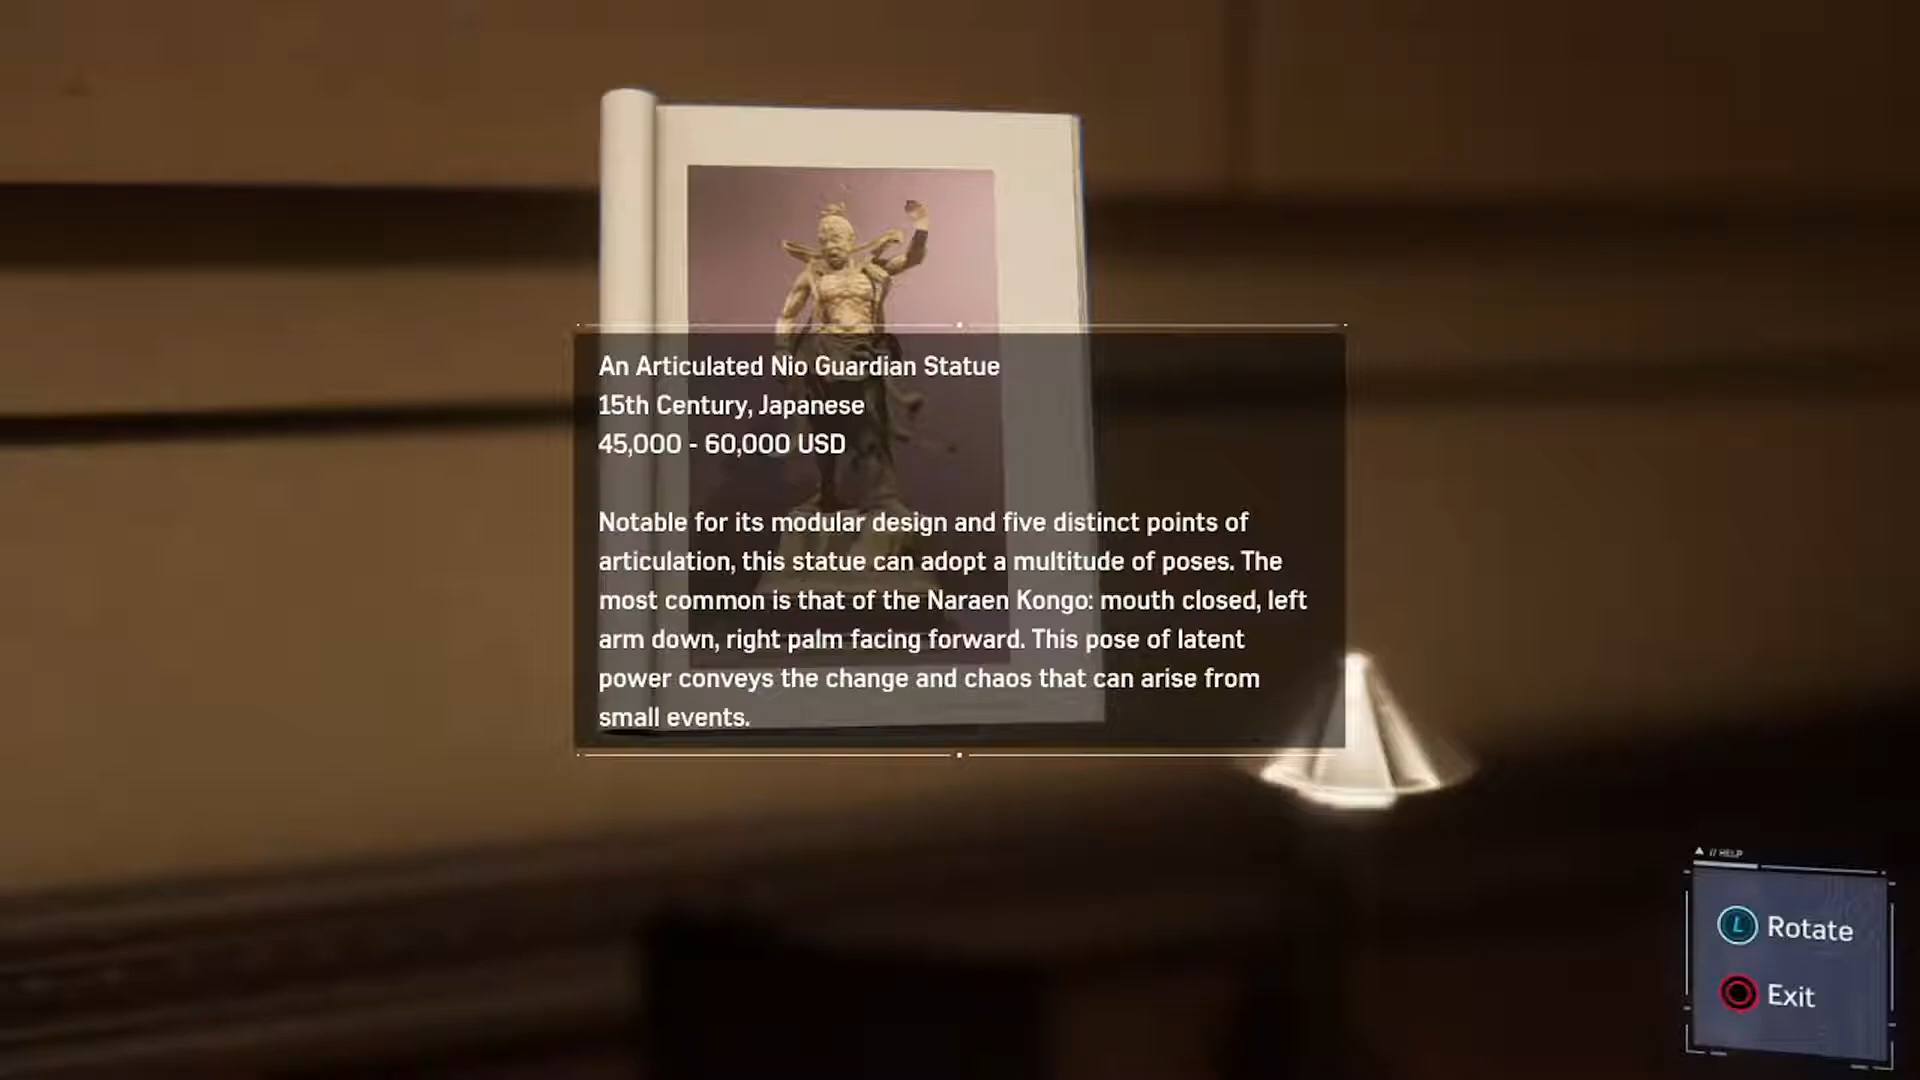 An Articulated Nio Guardian Statue
15th Century, Japanese
45,000 - 60,000 USD
Notable for its modular design and five distinct points of
articulation, this statue can adopt a multitude of poses. The
most common is that of the Naraen Kongo: mouth closed, left
arm down, right palm facing forward. This pose of latent
power conveys the change and chaos that can arise from
small events.
// HELP
L Rotate
Exit